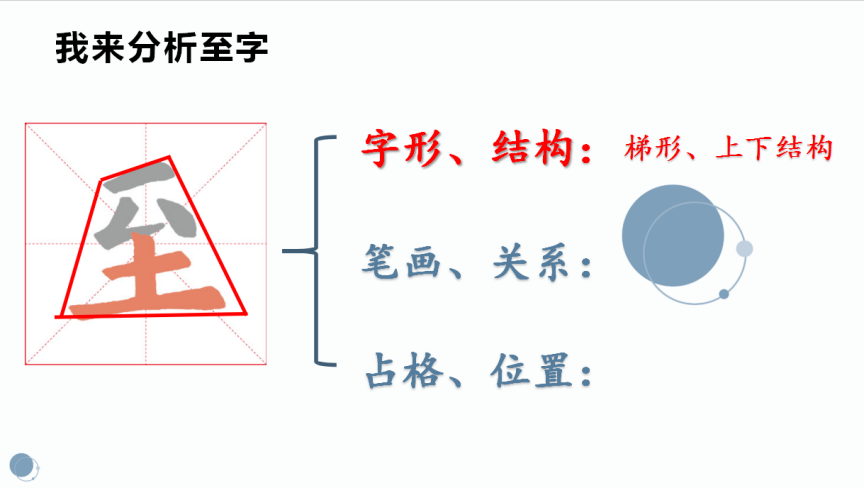 我来分析至字
至
字形、结构：梯形、上下结构
笔画、关系：
占格、位置：